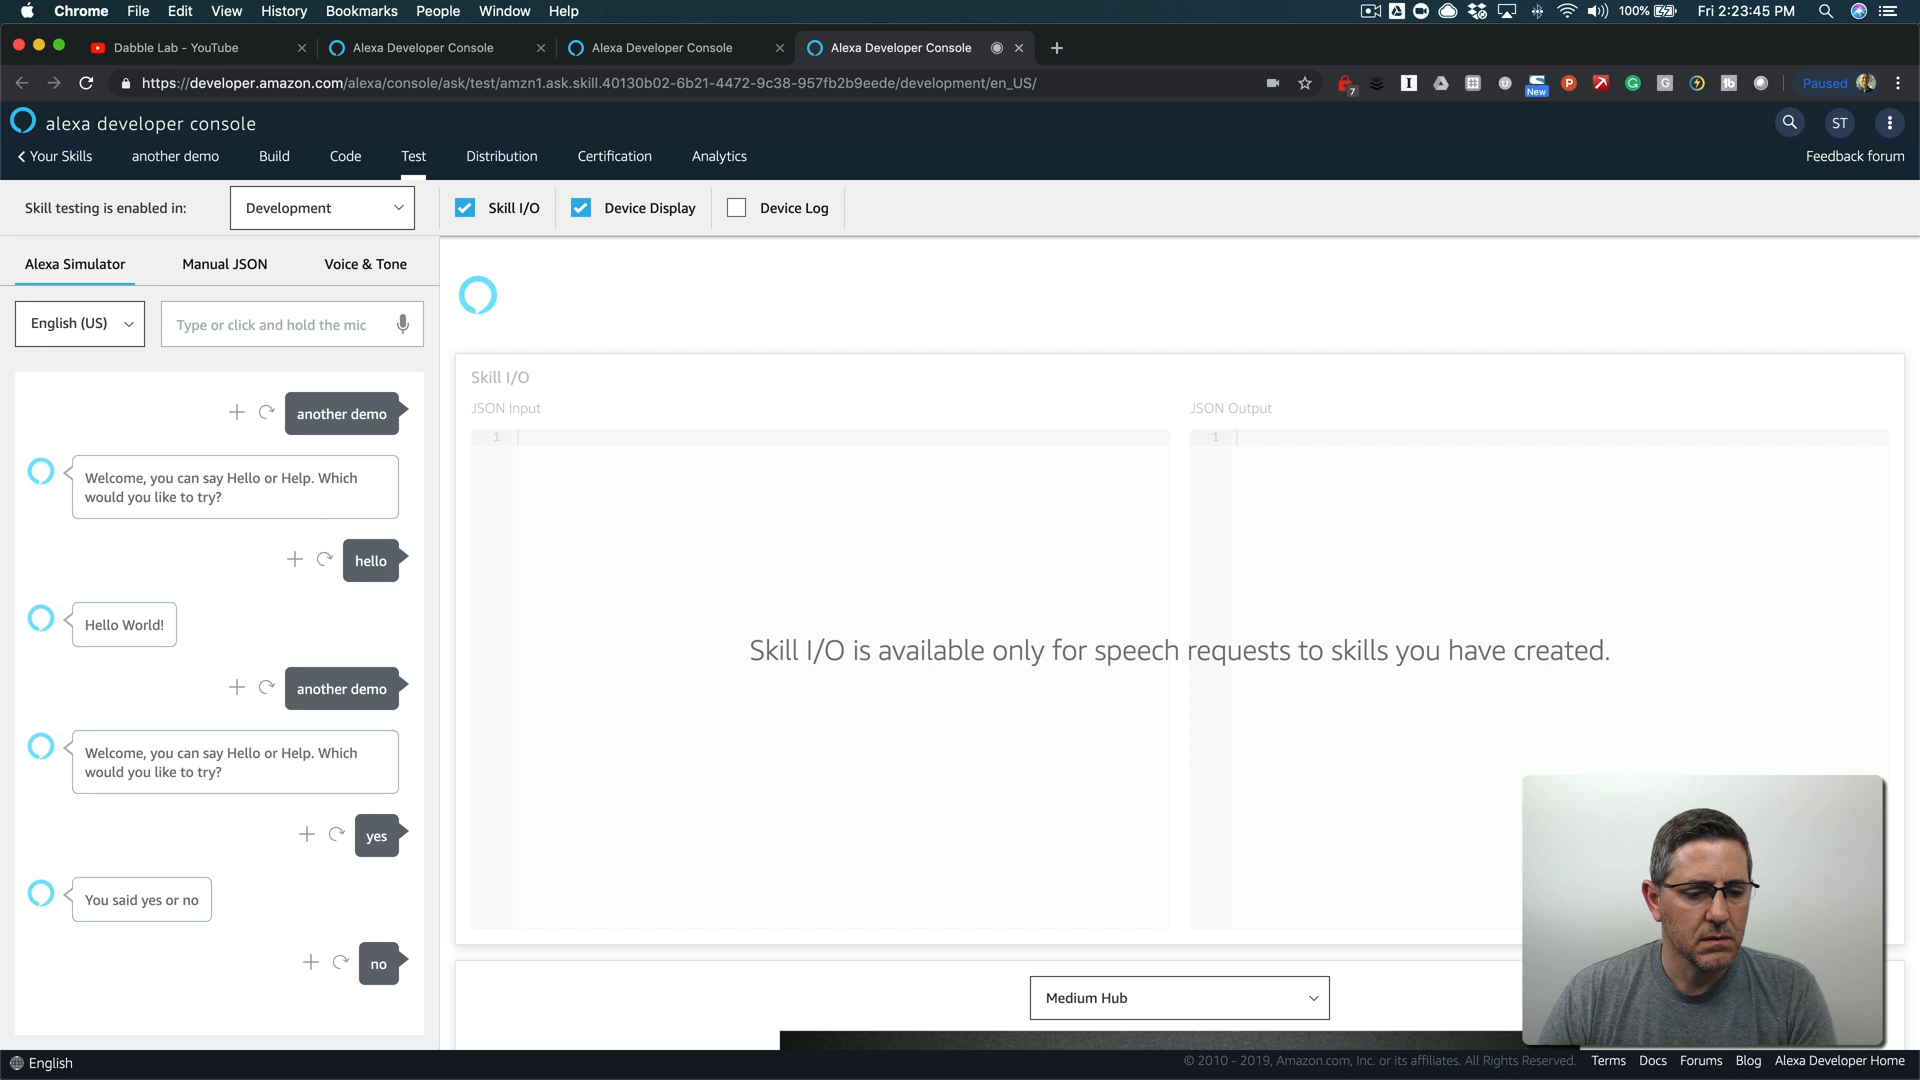 Chrome File Edit View History Bookmarks People Window Help 100% Fri 2:23:45 PM
Dabble Lab - YouTube Alexa Developer Console Alexa Developer Console Alexa Developer Console
https://developer.amazon.com/alexa/console/ask/test/amzn1.ask.skill.40130b02-6b21-4472-9c38-957fb2b9eede/development/en_US/ 7 New Paused
alexa developer console ST
Your Skills another demo Build Code Test Distribution Certification Analytics Feedback forum
Skill testing is enabled in: Development Skill I/O Device Display Device Log
Alexa Simulator Manual JSON Voice & Tone
English (US) Type or click and hold the mic
Skill I/O
JSON Input JSON Output
1 1
another demo
Welcome, you can say Hello or Help. Which
would you like to try?
hello
Hello World!
another demo
Welcome, you can say Hello or Help. Which
would you like to try?
yes
You said yes or no
no
Skill I/O is available only for speech requests to skills you have created.
Medium Hub
English © 2010 - 2019, Amazon.com, Inc. or its affiliates. All Rights Reserved. Terms Docs Forums Blog Alexa Developer Home